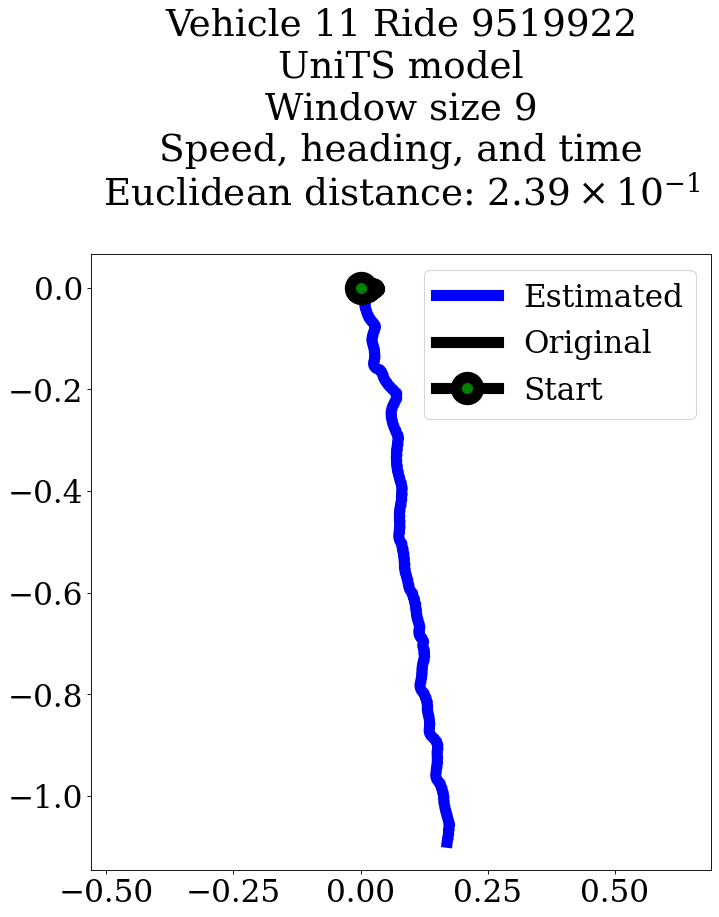 Vehicle 11 Ride 9519922
UniTS model
Window size 9
Speed, heading, and time
Euclidean distance: $2.39 \times 10^{-1}$
Estimated
Original
Start
0.0
−0.2
−0.4
−0.6
−0.8
−1.0
−0.50 −0.25 0.00 0.25 0.50